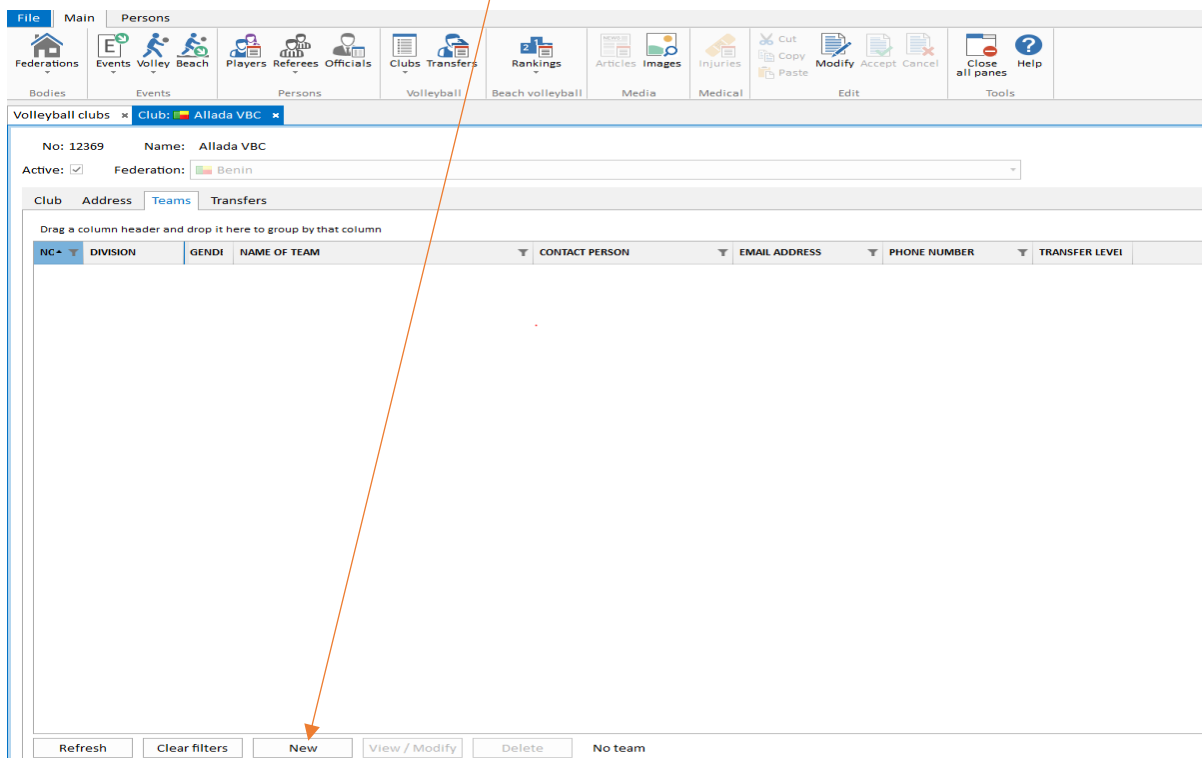 File Main Persons
Federations Events Volley Beach Players Referees Officials Clubs Transfers Rankings Articles Images Injuries Cut Copy Paste Modify Accept Cancel Close all panes Help
Bodies Events Persons Volleyball Beach volleyball Media Medical Edit Tools
Volleyball clubs × Club: Allada VBC ×
No: 12369 Name: Allada VBC
Active: Federation: Benin
Club Address Teams Transfers
Drag a column header and drop it here to group by that column
NC DIVISION GENDE NAME OF TEAM CONTACT PERSON EMAIL ADDRESS PHONE NUMBER TRANSFER LEVEL
Refresh Clear filters New View / Modify Delete No team